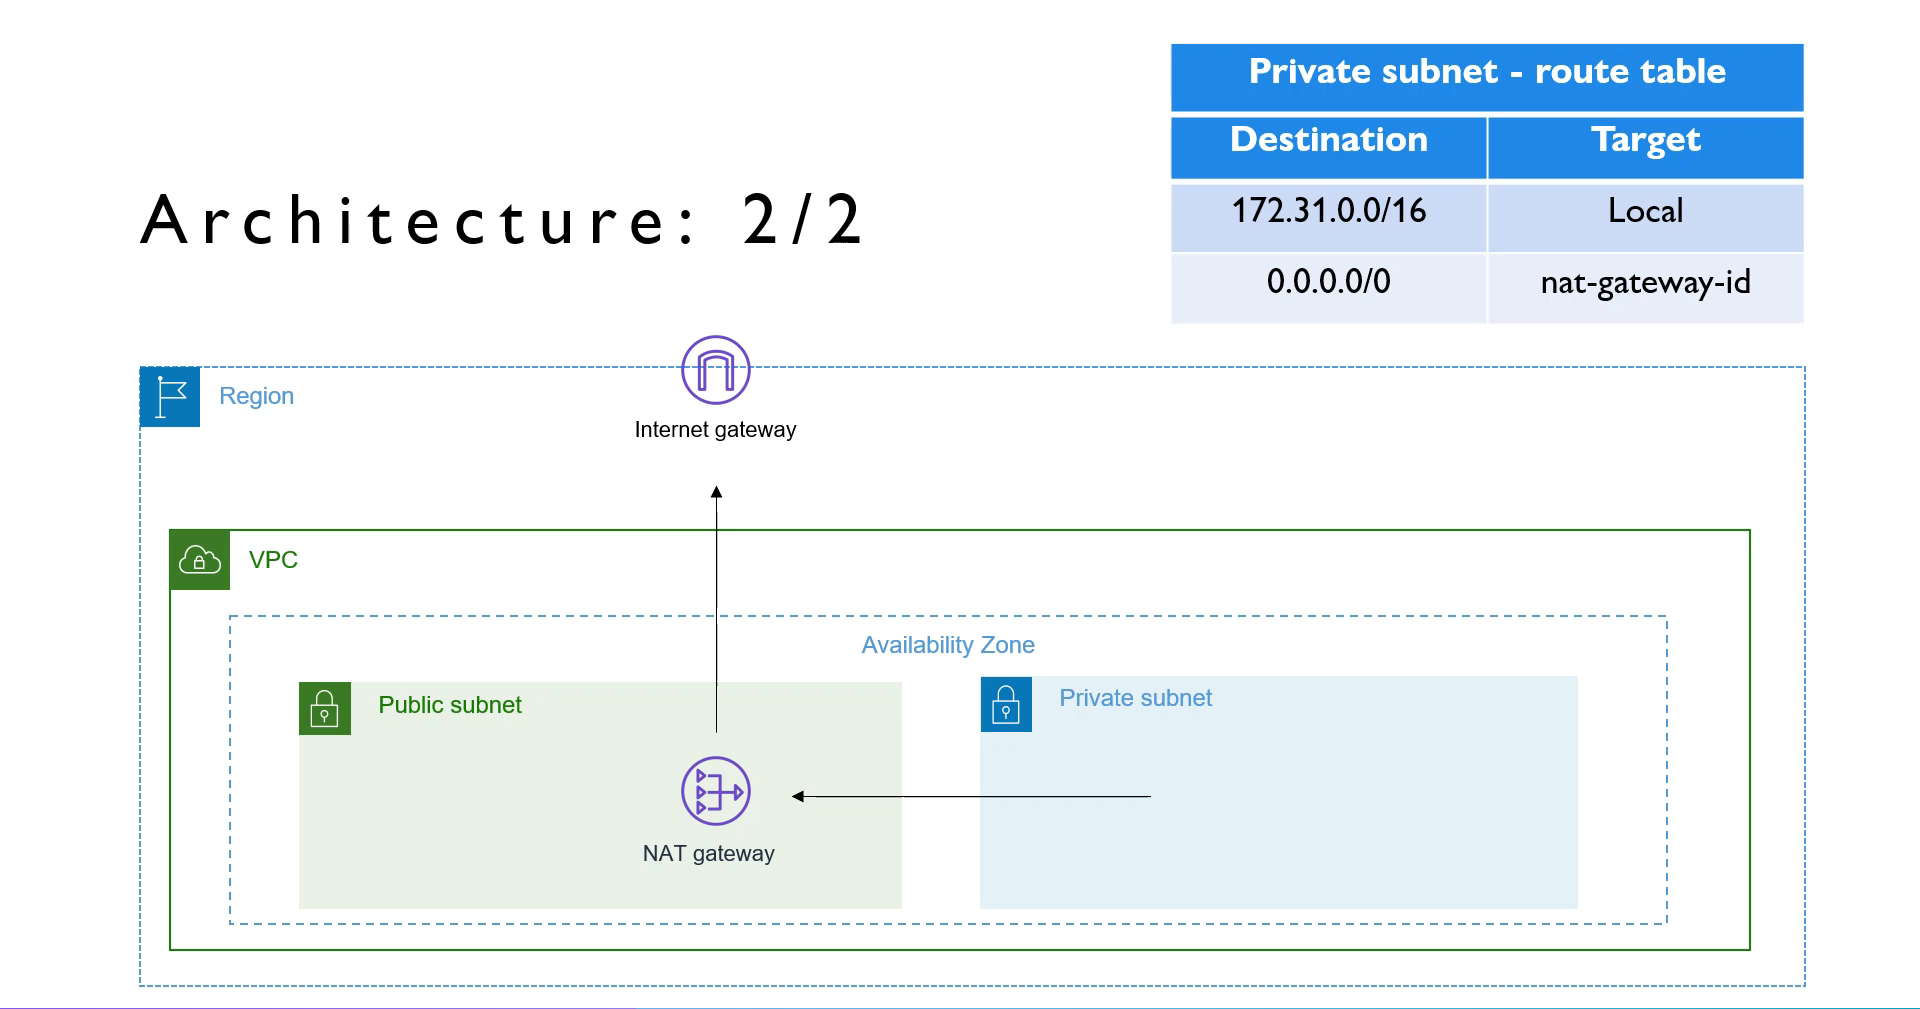 Private subnet - route table
Destination Target
172.31.0.0/16 Local
0.0.0.0/0 nat-gateway-id
Architecture: 2/2
Region
Internet gateway
VPC
Availability Zone
Public subnet
Private subnet
NAT gateway